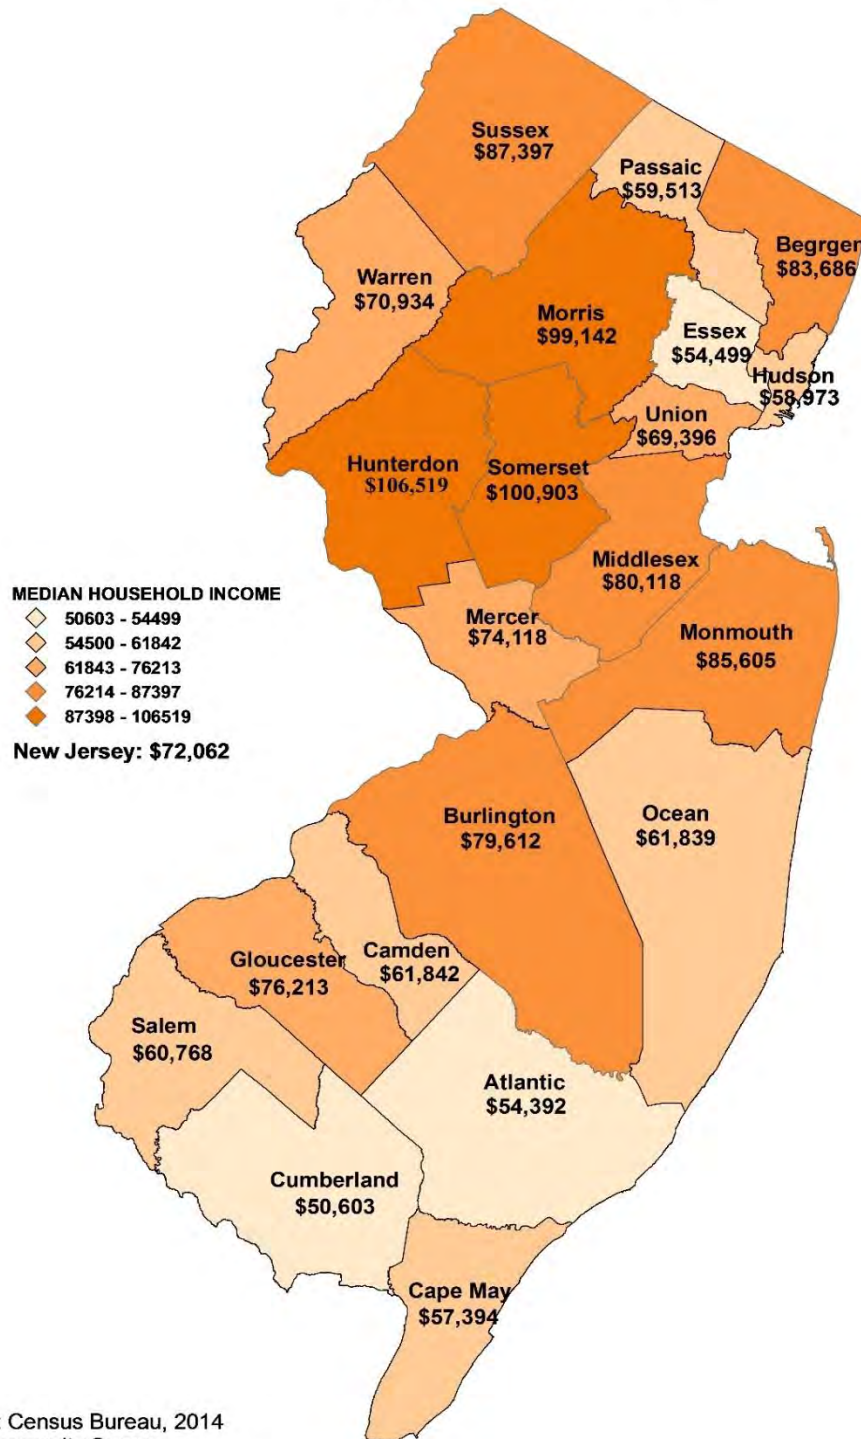 Sussex
$87,397
Passaic
$59,513
Begrgen
$83,686
Warren
$70,934
Morris
$99,142
Essex
$54,499
Hudson
$58,973
Union
$69,396
Hunterdon
$106,519
Somerset
$100,903
Middlesex
$80,118
Mercer
$74,118
Monmouth
$85,605
MEDIAN HOUSEHOLD INCOME
50603 - 54499
54500 - 61842
61843 - 76213
76214 - 87397
87398 - 106519
New Jersey: $72,062
Burlington
$79,612
Ocean
$61,839
Camden
$61,842
Gloucester
$76,213
Salem
$60,768
Atlantic
$54,392
Cumberland
$50,603
Cape May
$57,394
: Census Bureau, 2014